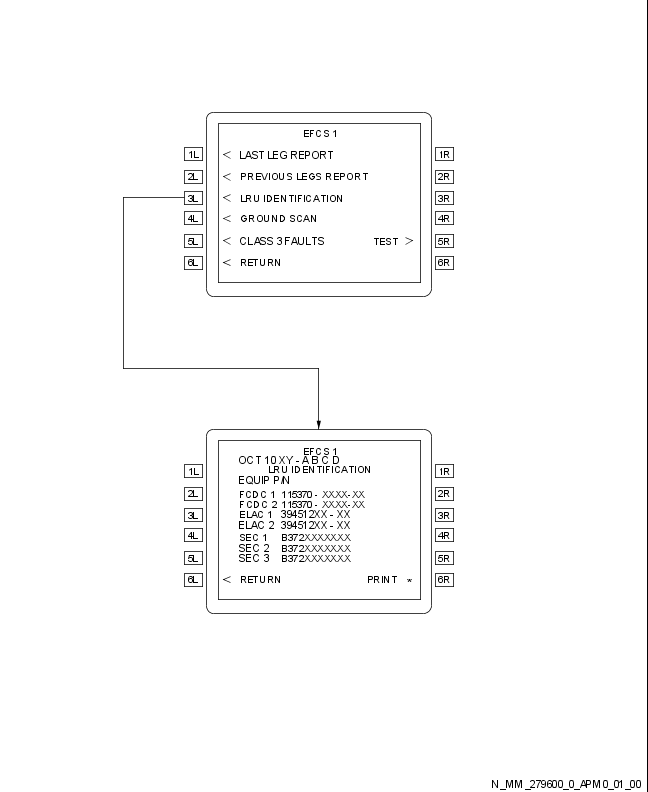 EFCS 1
1L < LAST LEG REPORT 1R
2L < PREVIOUS LEGS REPORT 2R
3L < LRU IDENTIFICATION 3R
4L < GROUND SCAN 4R
5L < CLASS 3 FAULTS TEST > 5R
6L < RETURN 6R
EFCS 1
OCT 10 XY - A B C D
1L LRU IDENTIFICATION 1R
EQUIP P/N
2L FCDC 1 115370 - XXXX- XX 2R
FCDC 2 115370 - XXXX- XX
3L ELAC 1 394512XX - XX 3R
ELAC 2 394512XX - XX
4L SEC 1 B372XXXXXXX 4R
SEC 2 B372XXXXXXX
5L SEC 3 B372XXXXXXX 5R
6L < RETURN PRINT * 6R
N_MM_279600_0_APM0_01_00